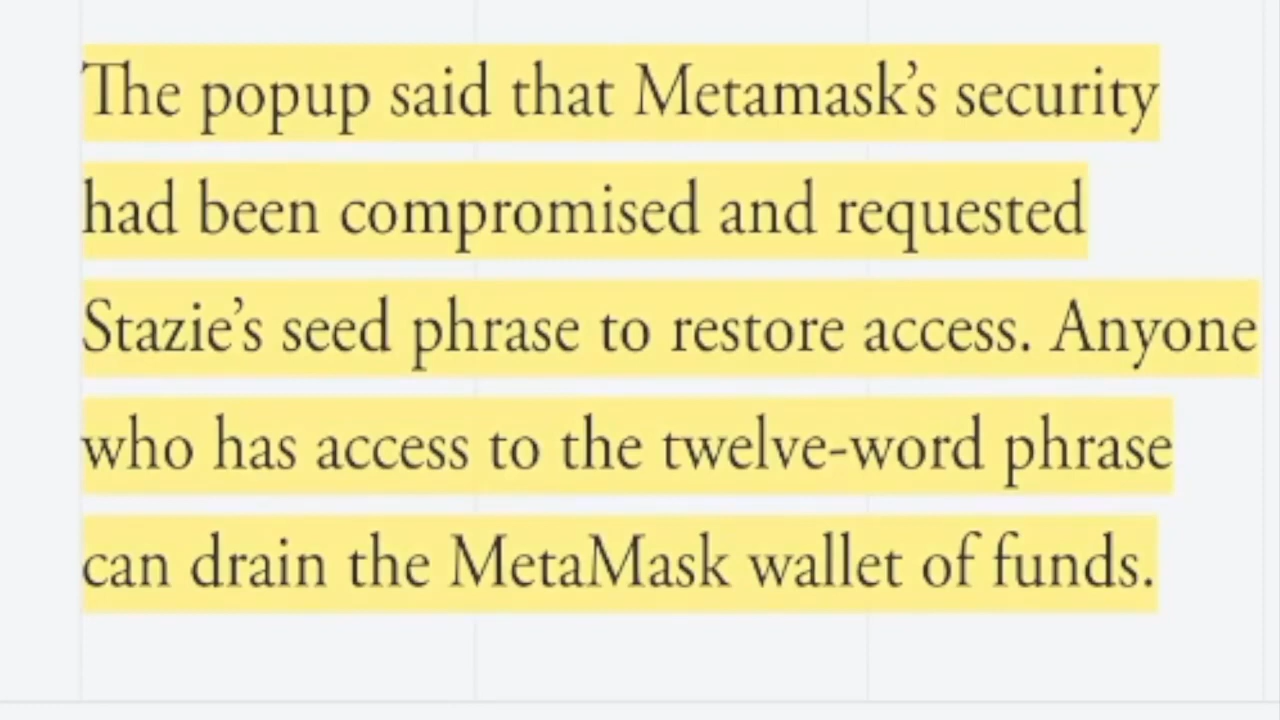 The popup said that Metamask’s security
had been compromised and requested
Stazie’s seed phrase to restore access. Anyone
who has access to the twelve-word phrase
can drain the MetaMask wallet of funds.